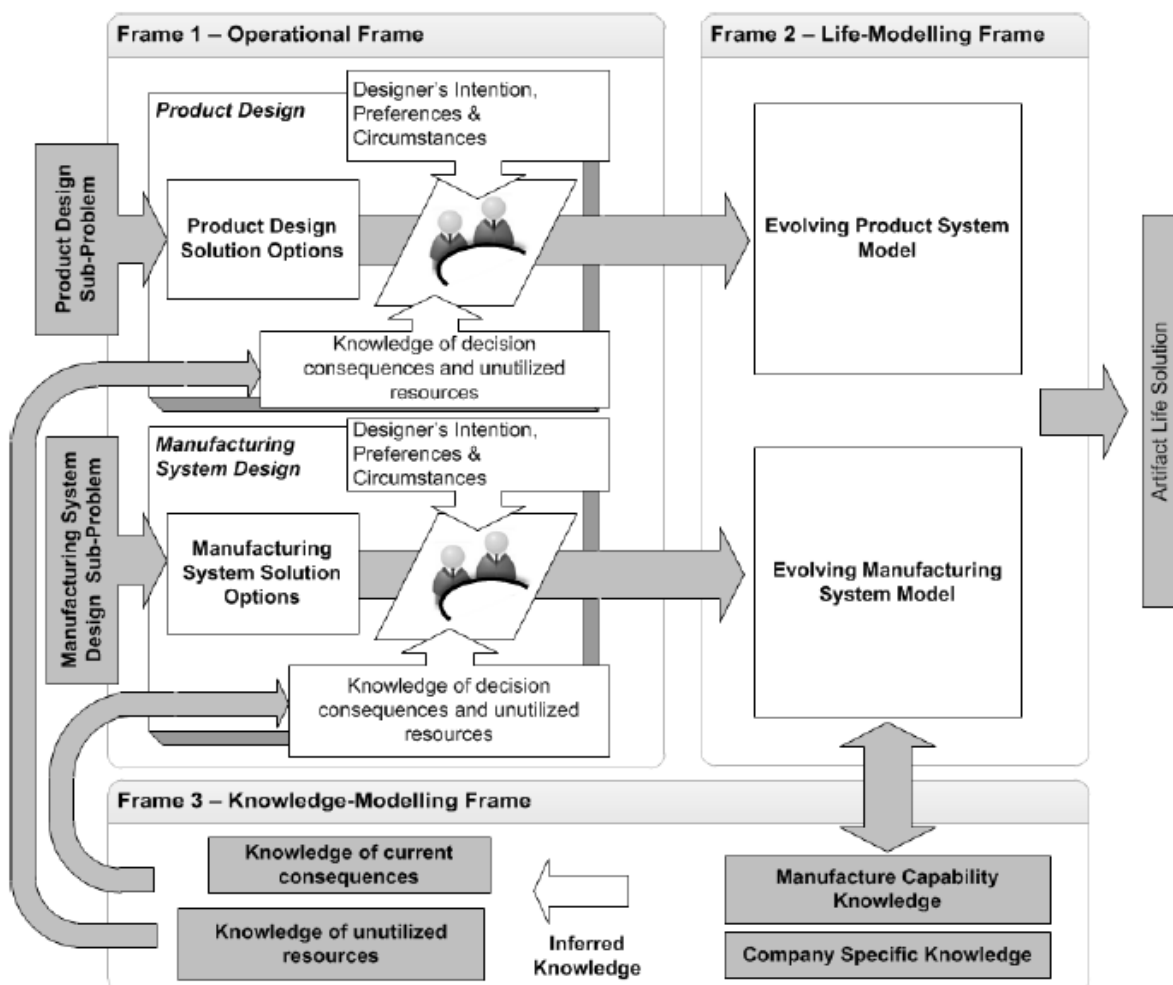 Frame 1 – Operational Frame
Frame 2 – Life-Modelling Frame
Product Design
Designer's Intention,
Preferences &
Circumstances
Product Design
Sub-Problem
Product Design
Solution Options
Evolving Product System
Model
Knowledge of decision
consequences and unutilized
resources
Artifact Life Solution
Manufacturing
System Design
Designer's Intention,
Preferences &
Circumstances
Manufacturing System
Design Sub-Problem
Manufacturing
System Solution
Options
Evolving Manufacturing
System Model
Knowledge of decision
consequences and unutilized
resources
Frame 3 – Knowledge-Modelling Frame
Knowledge of current
consequences
Knowledge of unutilized
resources
Inferred
Knowledge
Manufacture Capability
Knowledge
Company Specific Knowledge